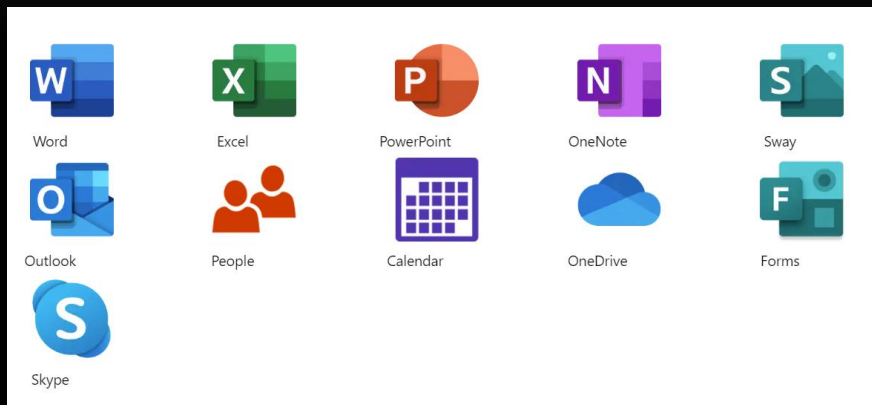 W X P N S
Word Excel PowerPoint OneNote Sway
O F
Outlook People Calendar OneDrive Forms
S
Skype